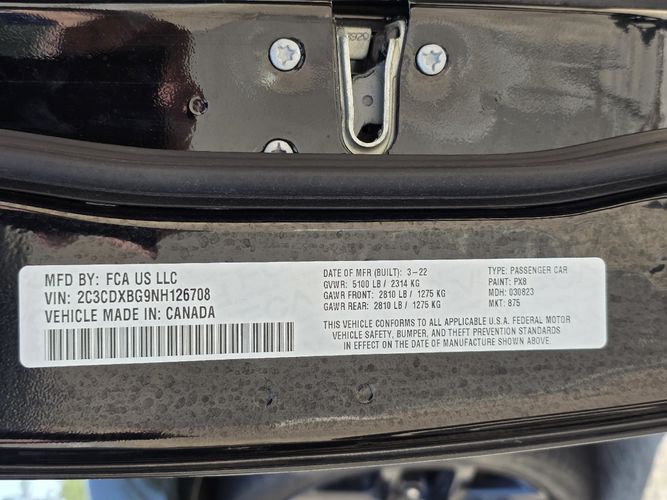 MFD BY: FCA US LLC
VIN: 2C3CDXBG9NH126708
VEHICLE MADE IN: CANADA
DATE OF MFR (BUILT): 3-22
GVWR: 5100 LB / 2314 KG
GAWR FRONT: 2810 LB / 1275 KG
GAWR REAR: 2810 LB / 1275 KG
THIS VEHICLE CONFORMS TO ALL APPLICABLE U.S.A. FEDERAL MOTOR
VEHICLE SAFETY, BUMPER, AND THEFT PREVENTION STANDARDS
IN EFFECT ON THE DATE OF MANUFACTURE SHOWN ABOVE.
TYPE: PASSENGER CAR
PAINT: PX8
MDH: 030823
MKT: 875